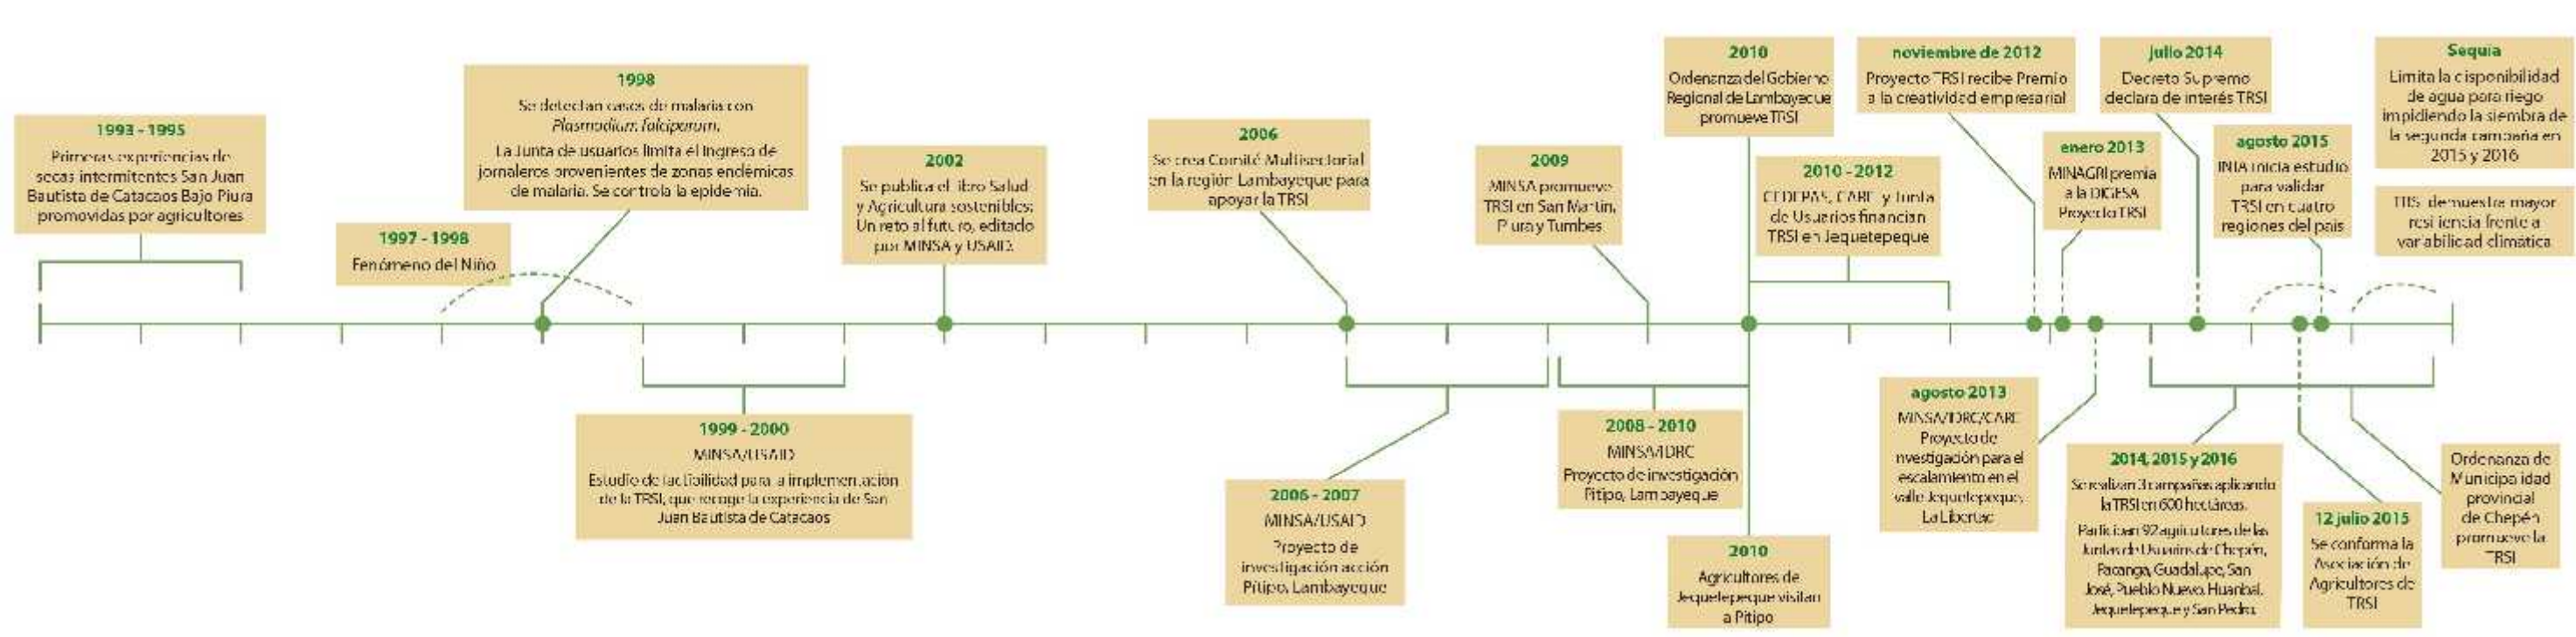 1993 - 1995
Primeras experiencias de
secas intermitentes San Juan
Bautista de Catacaos Bajo Piura
promovidas por agricultores
1997 - 1998
Fenómeno del Niño
1998
Se detectan casos de malaria con
Plasmodium falciparum.
La Junta de usuarios limita el ingreso de
jornaleros provenientes de zonas endémicas
de malaria. Se controla la epidemia.
1999 - 2000
MINSA/USAID
Estudio de factibilidad para la implementación
de la TRSI, que recoge la experiencia de San
Juan Bautista de Catacaos
2002
Se publica el libro Salud
y Agricultura sostenibles:
Un reto al futuro, editado
por MINSA y USAID.
2006
Se crea Comité Multisectorial
en la región Lambayeque para
apoyar la TRSI
2006 - 2007
MINSA/USAID
Proyecto de
investigación acción
Pítipo, Lambayeque
2009
MINSA promueve
TRSI en San Martín,
Piura y Tumbes
2008 - 2010
MINSA/IDRC
Proyecto de investigación
Pítipo, Lambayeque
2010
Ordenanza del Gobierno
Regional de Lambayeque
promueve TRSI
2010 - 2012
CEDEPAS, CARE y Junta
de Usuarios financian
TRSI en Jequetepeque
2010
Agricultores de
Jequetepeque visitan
a Pítipo
noviembre de 2012
Proyecto TRSI recibe Premio
a la creatividad empresarial
enero 2013
MINAGRI premia
a la DIGESA
Proyecto TRSI
agosto 2013
MINSA/IDRC/CARE
Proyecto de
investigación para el
escalamiento en el
valle Jequetepeque,
La Libertad
julio 2014
Decreto Supremo
declara de interés TRSI
2014, 2015 y 2016
Se realizan 3 campañas aplicando
la TRSI en 600 hectáreas.
Participan 92 agricultores de las
Juntas de Usuarios de Chepén,
Pacanga, Guadalupe, San
José, Pueblo Nuevo, Huanbal,
Jequetepeque y San Pedro.
agosto 2015
INIA inicia estudio
para validar
TRSI en cuatro
regiones del país
12 julio 2015
Se conforma la
Asociación de
Agricultores de
TRSI
Ordenanza de
Municipalidad
provincial
de Chepén
promueve la
TRSI
Sequía
Limita la disponibilidad
de agua para riego
impidiendo la siembra de
la segunda campaña en
2015 y 2016
TRSI demuestra mayor
resiliencia frente a
variabilidad climática